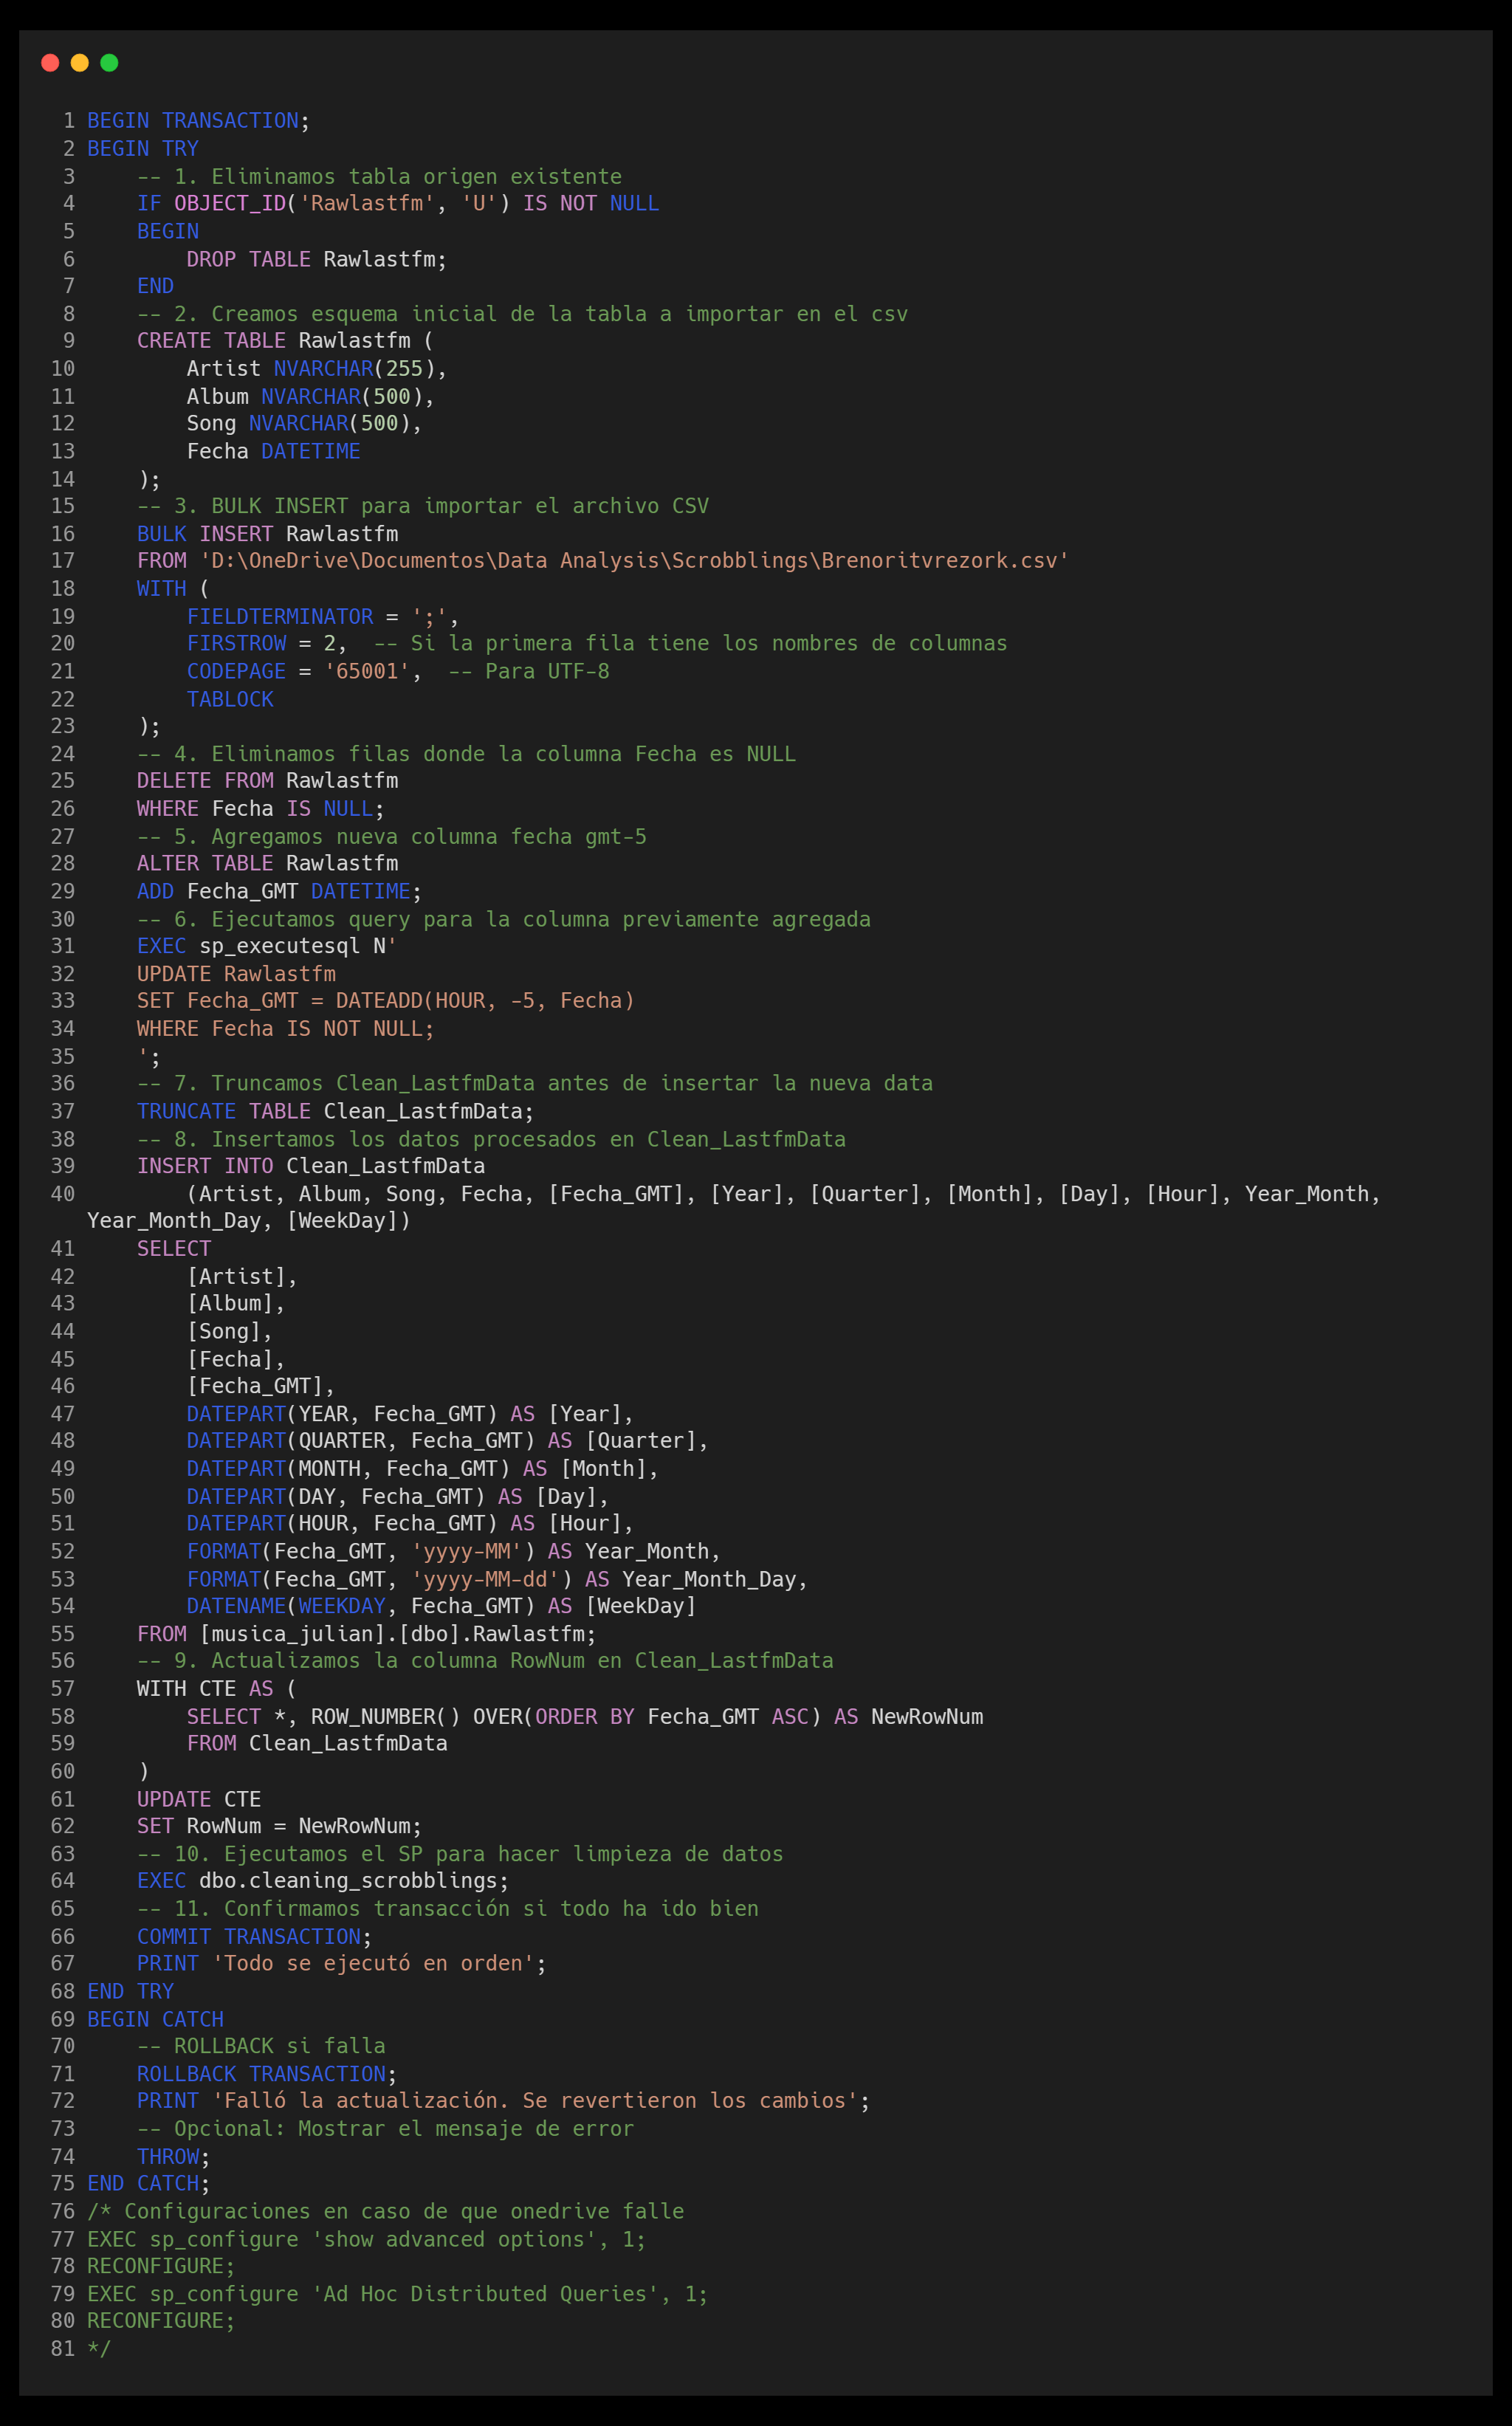 1 BEGIN TRANSACTION;
2 BEGIN TRY
3     -- 1. Eliminamos tabla origen existente
4     IF OBJECT_ID('Rawlastfm', 'U') IS NOT NULL
5     BEGIN
6         DROP TABLE Rawlastfm;
7     END
8     -- 2. Creamos esquema inicial de la tabla a importar en el csv
9     CREATE TABLE Rawlastfm (
10         Artist NVARCHAR(255),
11         Album NVARCHAR(500),
12         Song NVARCHAR(500),
13         Fecha DATETIME
14     );
15     -- 3. BULK INSERT para importar el archivo CSV
16     BULK INSERT Rawlastfm
17     FROM 'D:\OneDrive\Documentos\Data Analysis\Scrobblings\Brenoritvrezork.csv'
18     WITH (
19         FIELDTERMINATOR = ';',
20         FIRSTROW = 2,  -- Si la primera fila tiene los nombres de columnas
21         CODEPAGE = '65001',  -- Para UTF-8
22         TABLOCK
23     );
24     -- 4. Eliminamos filas donde la columna Fecha es NULL
25     DELETE FROM Rawlastfm
26     WHERE Fecha IS NULL;
27     -- 5. Agregamos nueva columna fecha gmt-5
28     ALTER TABLE Rawlastfm
29     ADD Fecha_GMT DATETIME;
30     -- 6. Ejecutamos query para la columna previamente agregada
31     EXEC sp_executesql N'
32     UPDATE Rawlastfm
33     SET Fecha_GMT = DATEADD(HOUR, -5, Fecha)
34     WHERE Fecha IS NOT NULL;
35     ';
36     -- 7. Truncamos Clean_LastfmData antes de insertar la nueva data
37     TRUNCATE TABLE Clean_LastfmData;
38     -- 8. Insertamos los datos procesados en Clean_LastfmData
39     INSERT INTO Clean_LastfmData
40         (Artist, Album, Song, Fecha, [Fecha_GMT], [Year], [Quarter], [Month], [Day], [Hour], Year_Month,
Year_Month_Day, [WeekDay])
41     SELECT
42         [Artist],
43         [Album],
44         [Song],
45         [Fecha],
46         [Fecha_GMT],
47         DATEPART(YEAR, Fecha_GMT) AS [Year],
48         DATEPART(QUARTER, Fecha_GMT) AS [Quarter],
49         DATEPART(MONTH, Fecha_GMT) AS [Month],
50         DATEPART(DAY, Fecha_GMT) AS [Day],
51         DATEPART(HOUR, Fecha_GMT) AS [Hour],
52         FORMAT(Fecha_GMT, 'yyyy-MM') AS Year_Month,
53         FORMAT(Fecha_GMT, 'yyyy-MM-dd') AS Year_Month_Day,
54         DATENAME(WEEKDAY, Fecha_GMT) AS [WeekDay]
55     FROM [musica_julian].[dbo].Rawlastfm;
56     -- 9. Actualizamos la columna RowNum en Clean_LastfmData
57     WITH CTE AS (
58         SELECT *, ROW_NUMBER() OVER(ORDER BY Fecha_GMT ASC) AS NewRowNum
59         FROM Clean_LastfmData
60     )
61     UPDATE CTE
62     SET RowNum = NewRowNum;
63     -- 10. Ejecutamos el SP para hacer limpieza de datos
64     EXEC dbo.cleaning_scrobblings;
65     -- 11. Confirmamos transacción si todo ha ido bien
66     COMMIT TRANSACTION;
67     PRINT 'Todo se ejecutó en orden';
68 END TRY
69 BEGIN CATCH
70     -- ROLLBACK si falla
71     ROLLBACK TRANSACTION;
72     PRINT 'Falló la actualización. Se revertieron los cambios';
73     -- Opcional: Mostrar el mensaje de error
74     THROW;
75 END CATCH;
76 /* Configuraciones en caso de que onedrive falle
77 EXEC sp_configure 'show advanced options', 1;
78 RECONFIGURE;
79 EXEC sp_configure 'Ad Hoc Distributed Queries', 1;
80 RECONFIGURE;
81 */